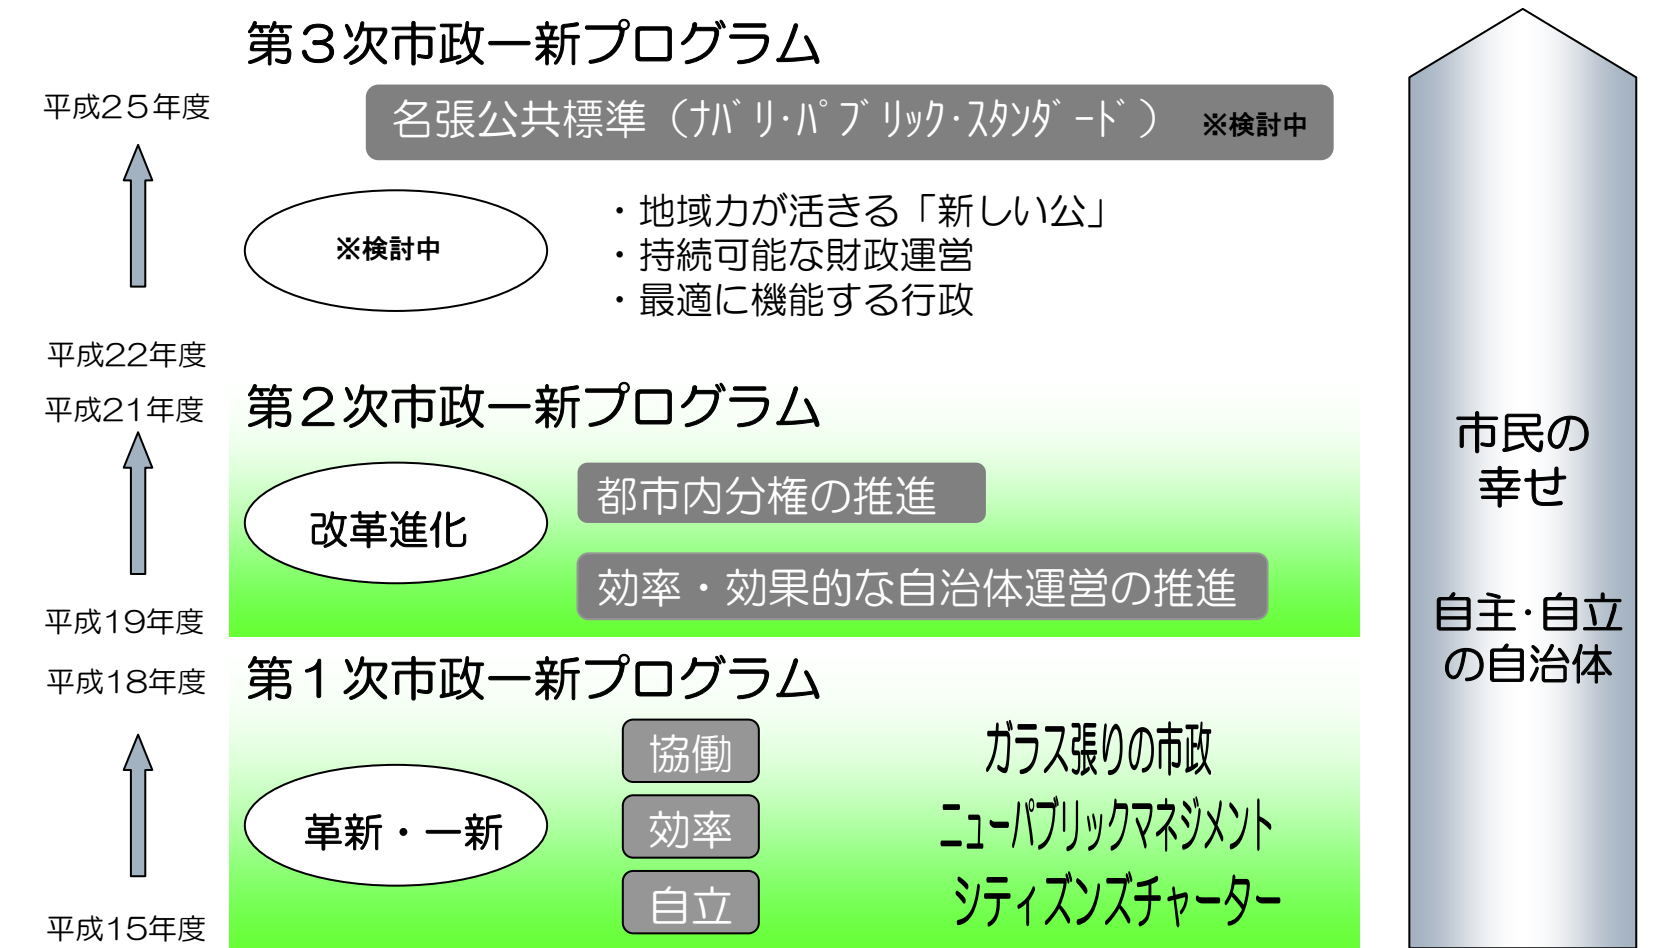 第３次市政一新プログラム
平成２５年度
名張公共標準（ﾅﾊﾞﾘ･ﾊﾟﾌﾞﾘｯｸ･ｽﾀﾝﾀﾞｰﾄﾞ） ※検討中
※検討中
・地域力が活きる「新しい公」
・持続可能な財政運営
・最適に機能する行政
平成22年度
平成21年度
第２次市政一新プログラム
改革進化
都市内分権の推進
効率・効果的な自治体運営の推進
平成19年度
平成18年度
第１次市政一新プログラム
革新・一新
協働
効率
自立
ガラス張りの市政
ニューパブリックマネジメント
シティズンズチャーター
平成15年度
市民の
幸せ
自主･自立
の自治体